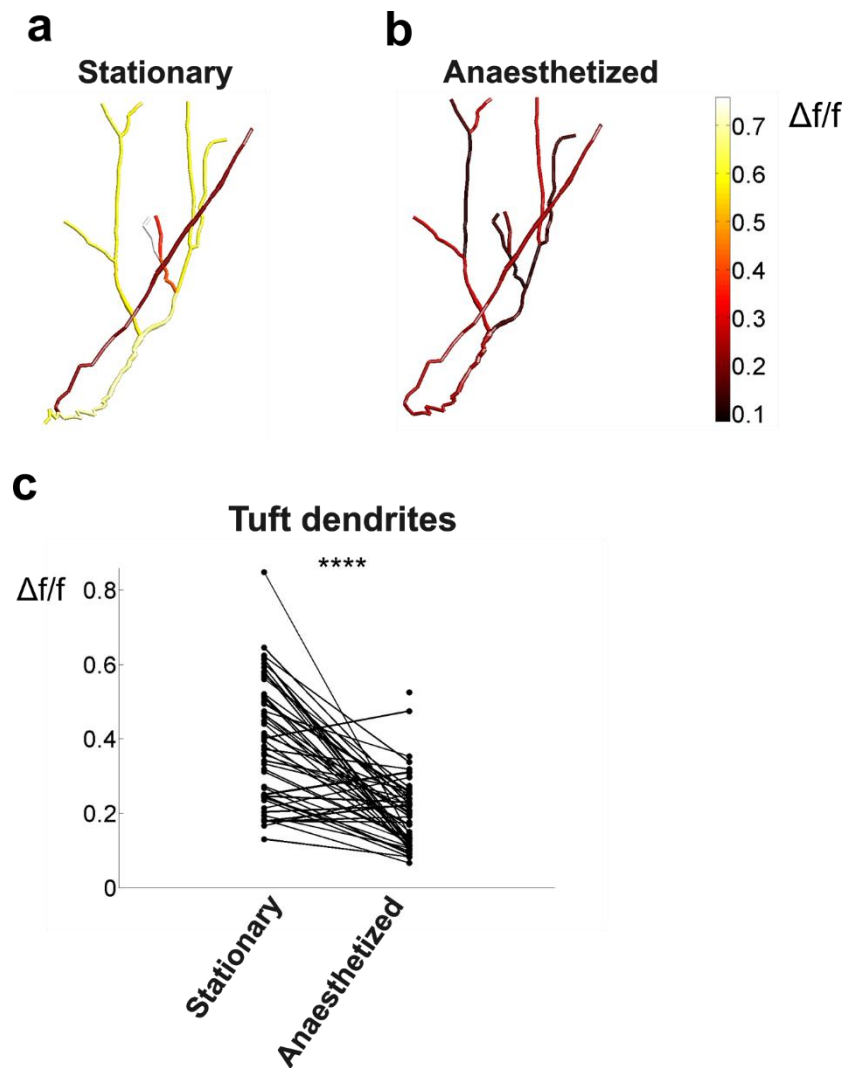 a
b
Stationary
Anaesthetized
Δf/f
0.7
0.6
0.5
0.4
0.3
0.2
0.1
c
Tuft dendrites
****
Δf/f
0.8
0.6
0.4
0.2
0
Stationary
Anaesthetized